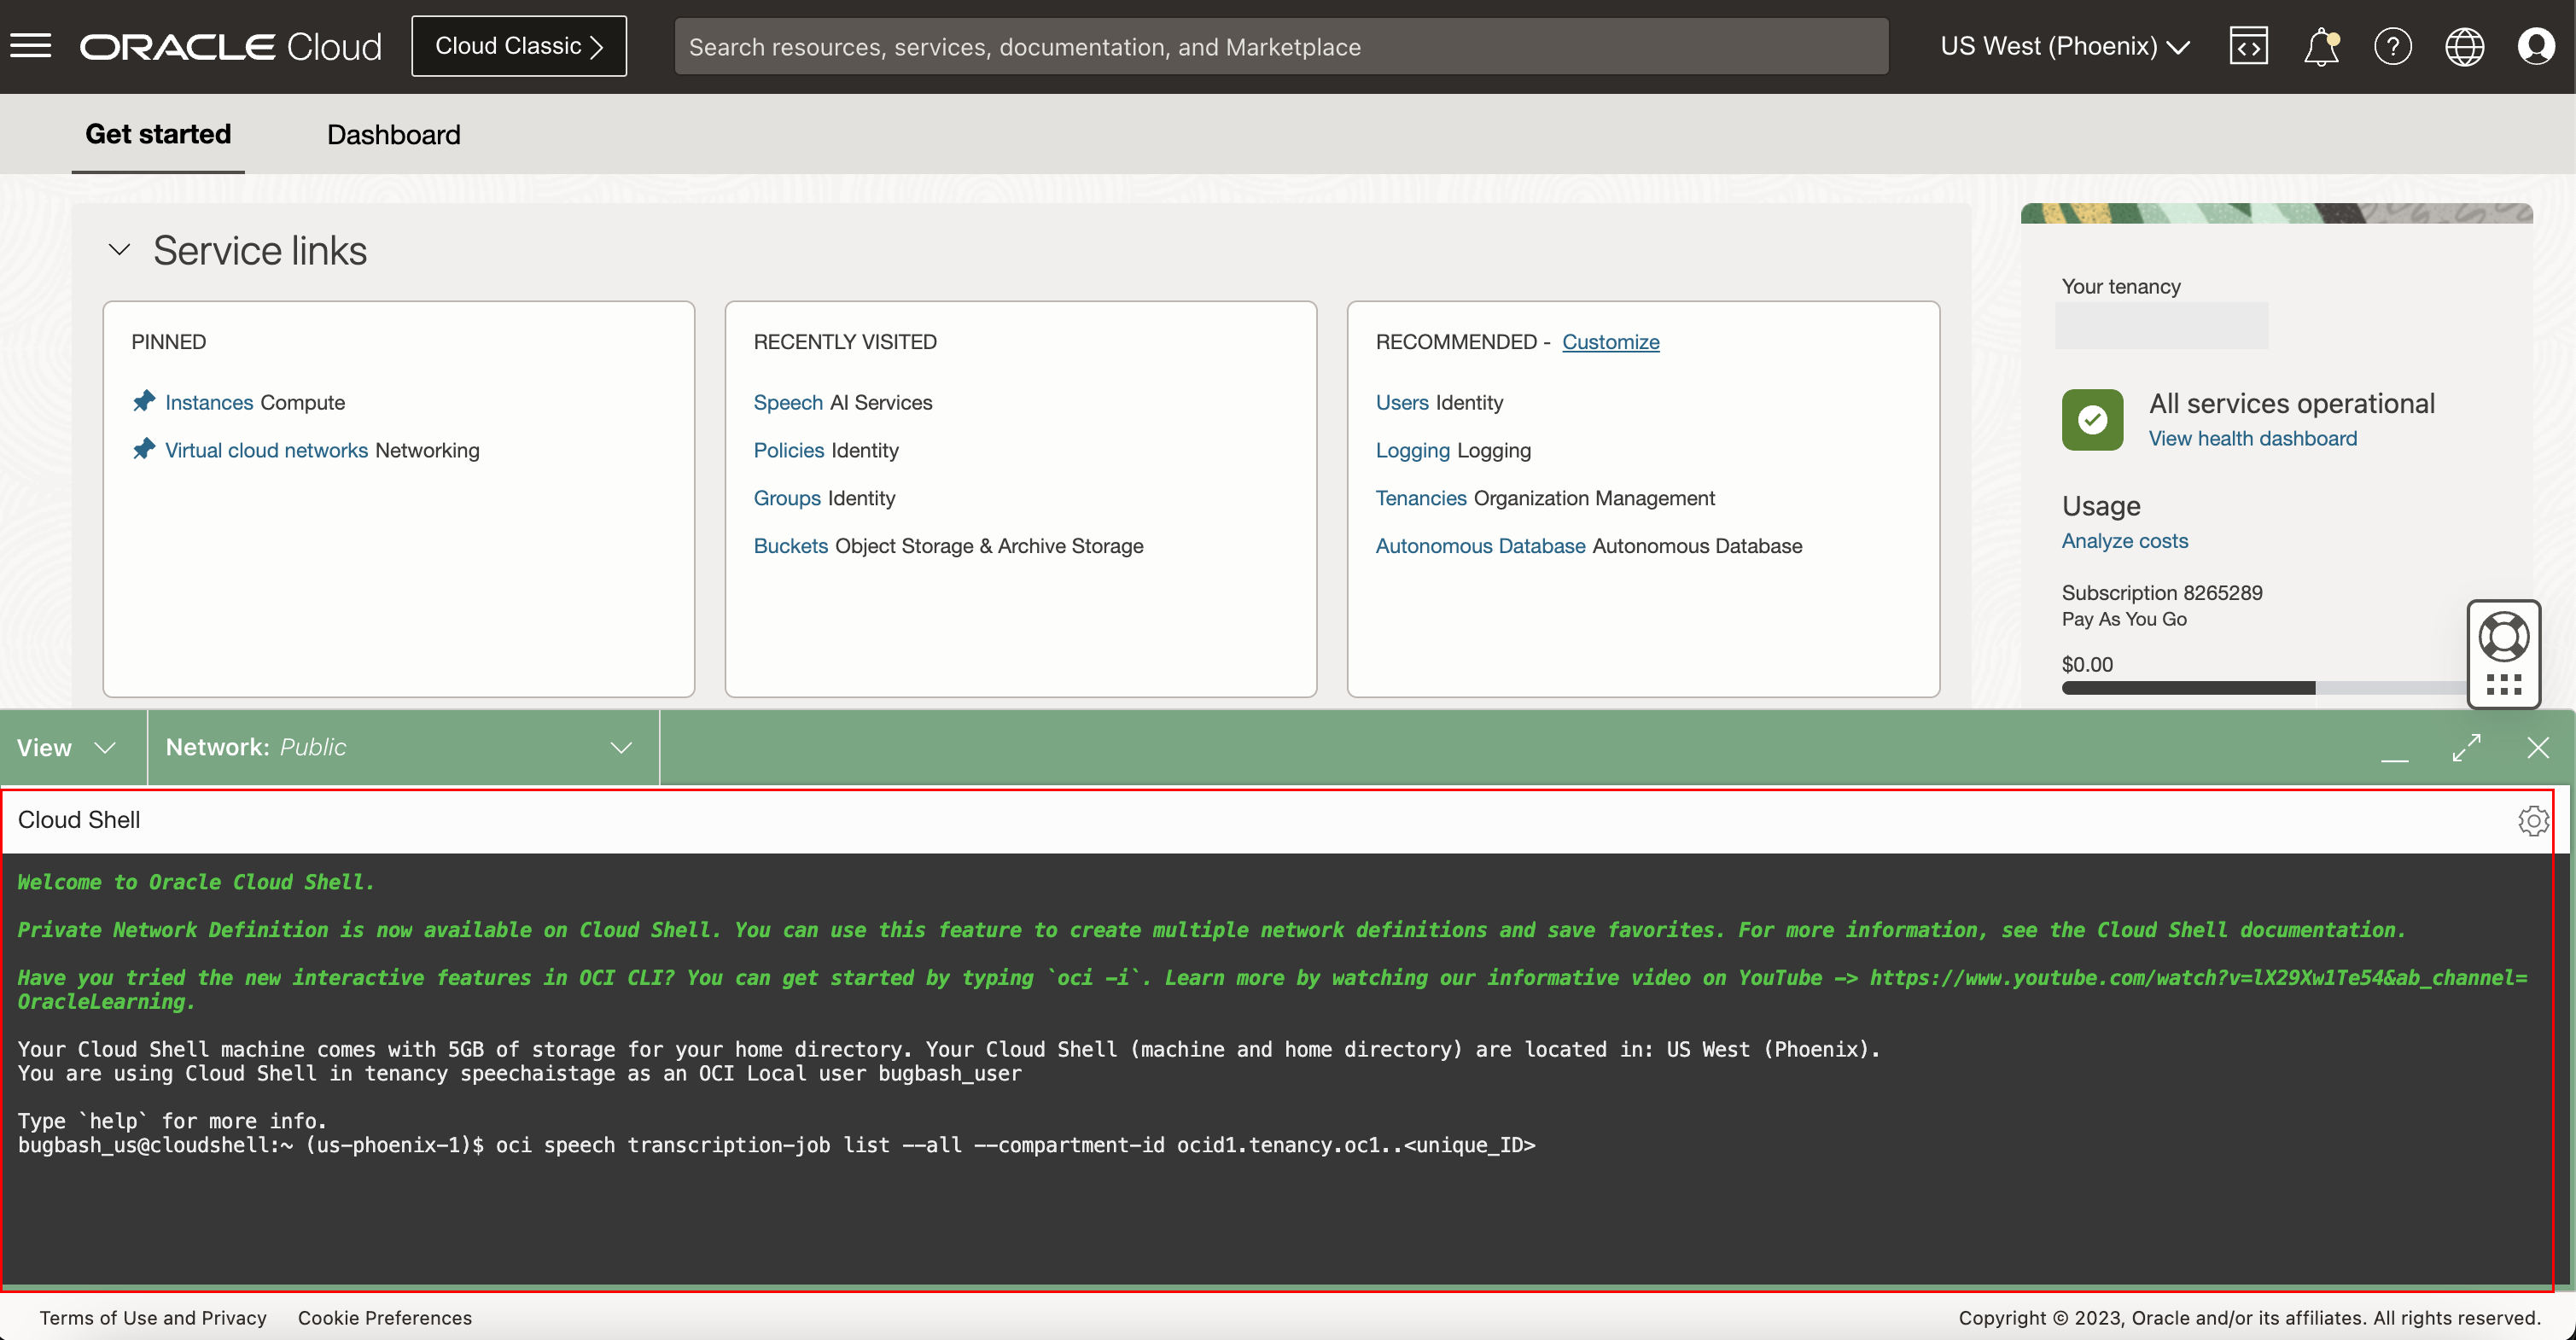 ORACLE Cloud
Cloud Classic
Search resources, services, documentation, and Marketplace
US West (Phoenix)
Get started
Dashboard
Service links
PINNED
Instances Compute
Virtual cloud networks Networking
RECENTLY VISITED
Speech AI Services
Policies Identity
Groups Identity
Buckets Object Storage & Archive Storage
RECOMMENDED - Customize
Users Identity
Logging Logging
Tenancies Organization Management
Autonomous Database Autonomous Database
Your tenancy
All services operational
View health dashboard
Usage
Analyze costs
Subscription 8265289
Pay As You Go
$0.00
View
Network: Public
Cloud Shell
Welcome to Oracle Cloud Shell.
Private Network Definition is now available on Cloud Shell. You can use this feature to create multiple network definitions and save favorites. For more information, see the Cloud Shell documentation.
Have you tried the new interactive features in OCI CLI? You can get started by typing `oci -i`. Learn more by watching our informative video on YouTube -> https://www.youtube.com/watch?v=lX29Xw1Te54&ab_channel=
OracleLearning.
Your Cloud Shell machine comes with 5GB of storage for your home directory. Your Cloud Shell (machine and home directory) are located in: US West (Phoenix).
You are using Cloud Shell in tenancy speechaistage as an OCI Local user bugbash_user
Type `help` for more info.
bugbash_us@cloudshell:~ (us-phoenix-1)$ oci speech transcription-job list --all --compartment-id ocid1.tenancy.oc1..<unique_ID>
Terms of Use and Privacy
Cookie Preferences
Copyright © 2023, Oracle and/or its affiliates. All rights reserved.